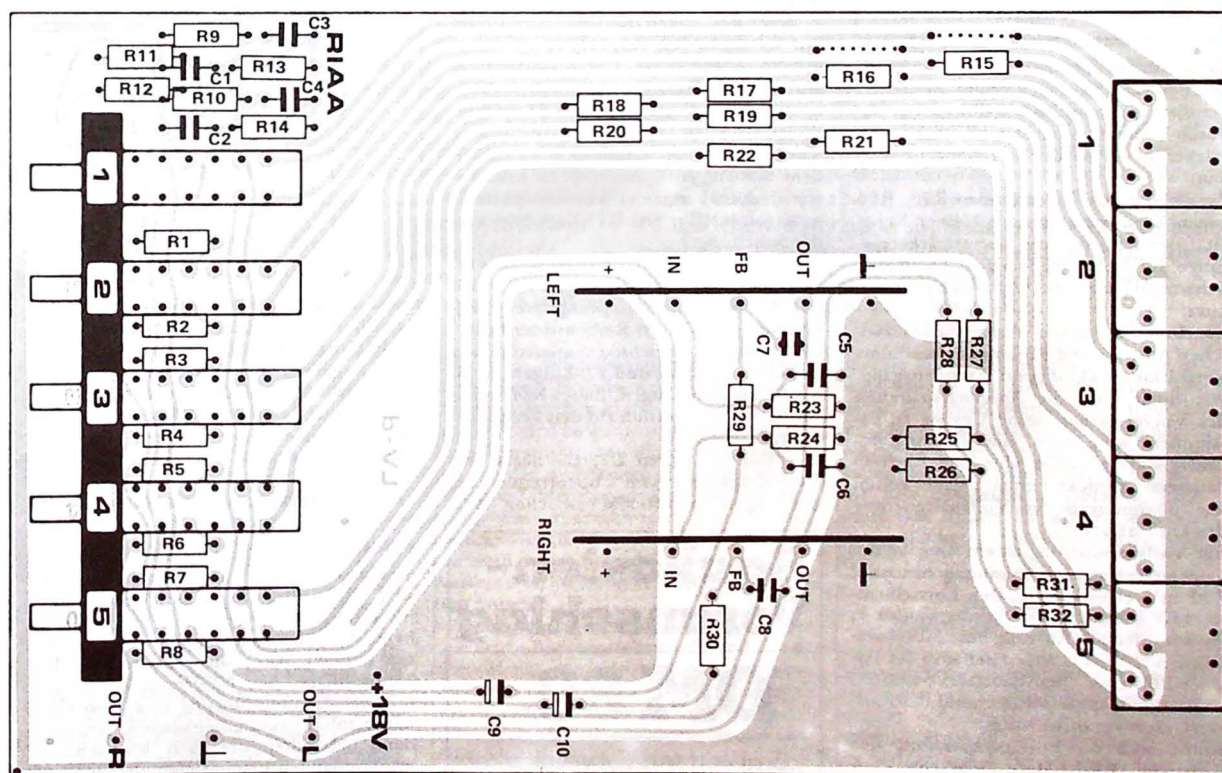 R9
C3
R11
C1
R13
RIAA
R12
R10
C4
C2
R14
R15
R16
R17
R18
R19
R20
R21
R22
1
2
3
4
5
R1
R2
R3
R4
R5
R6
R7
R8
1
2
3
4
5
LEFT
+
IN
FB
OUT
C7
C5
R28
R27
R29
R23
R24
R25
R26
C6
RIGHT
+
IN
FB
OUT
C8
R30
R31
R32
C9
C10
+18V
OUT
L
OUT
R